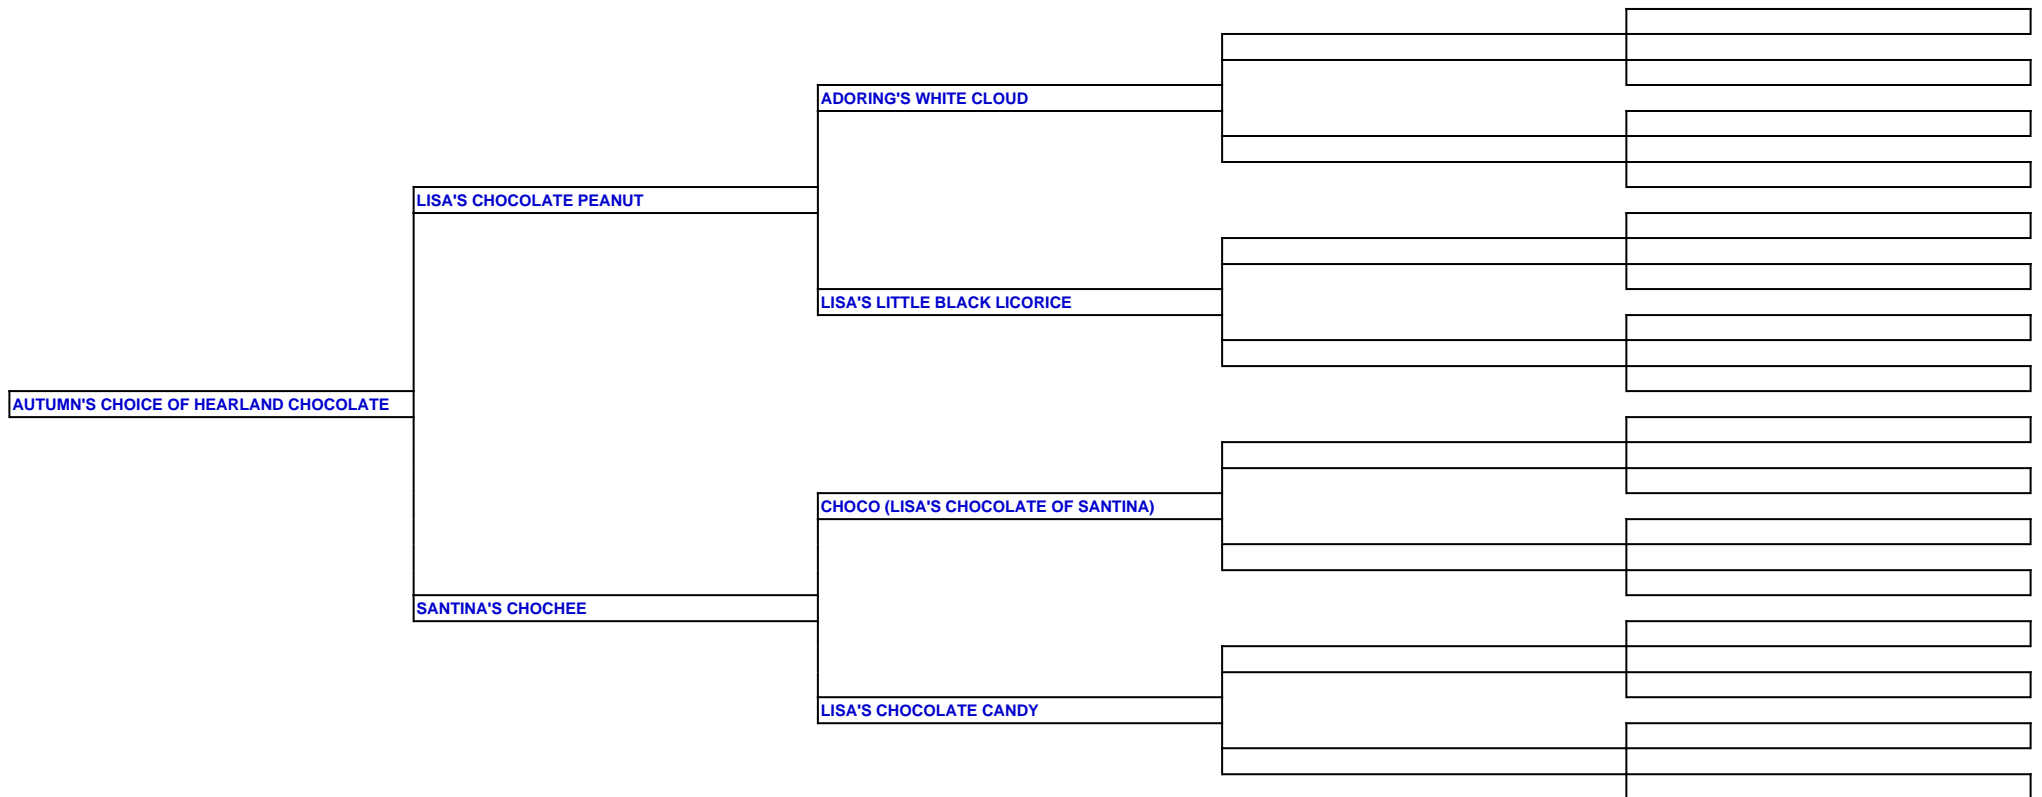 ADORING'S WHITE CLOUD
LISA'S CHOCOLATE PEANUT
LISA'S LITTLE BLACK LICORICE
AUTUMN'S CHOICE OF HEARLAND CHOCOLATE
CHOCO (LISA'S CHOCOLATE OF SANTINA)
SANTINA'S CHOCHEE
LISA'S CHOCOLATE CANDY